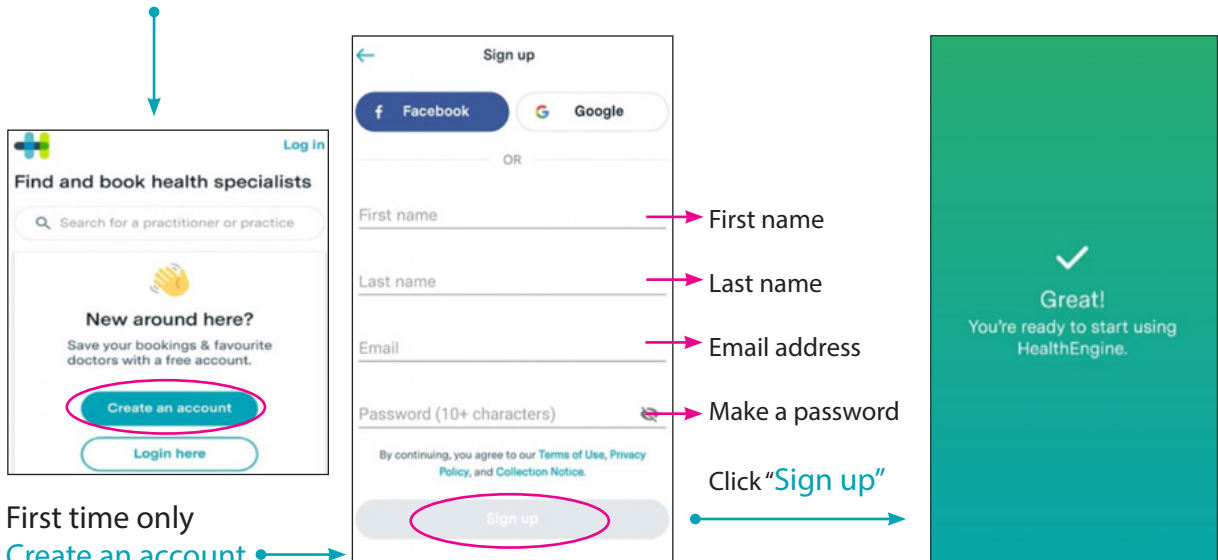 Log in
Find and book health specialists
Search for a practitioner or practice
New around here?
Save your bookings & favourite
doctors with a free account.
Create an account
Login here
First time only
Create an account
Sign up
f Facebook
G Google
OR
First name
Last name
Email
Password (10+ characters)
By continuing, you agree to our Terms of Use, Privacy
Policy, and Collection Notice.
Sign up
First name
Last name
Email address
Make a password
Click “Sign up”
Great!
You're ready to start using
HealthEngine.